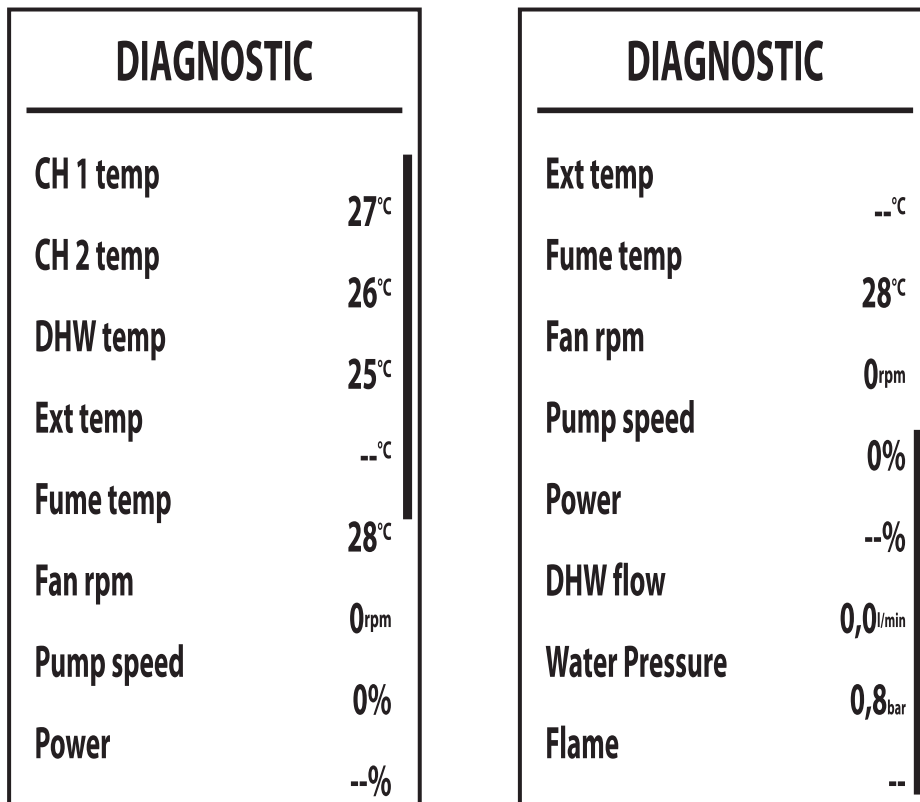 DIAGNOSTIC
CH 1 temp
27°C
CH 2 temp
26°C
DHW temp
25°C
Ext temp
--°C
Fume temp
28°C
Fan rpm
0rpm
Pump speed
0%
Power
--%
DIAGNOSTIC
Ext temp
--°C
Fume temp
28°C
Fan rpm
0rpm
Pump speed
0%
Power
--%
DHW flow
0,0l/min
Water Pressure
0,8bar
Flame
--